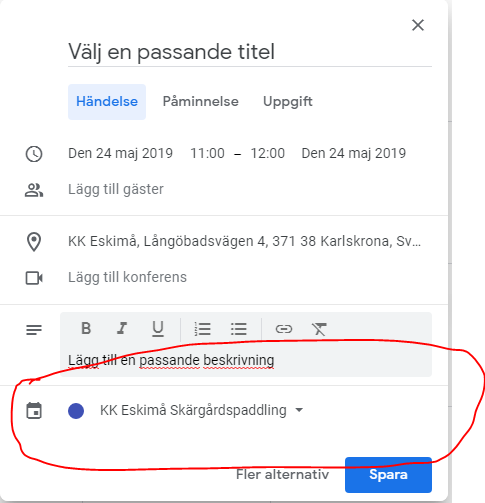 Välj en passande titel
Händelse Påminnelse Uppgift
Den 24 maj 2019 11:00 – 12:00 Den 24 maj 2019
Lägg till gäster
KK Eskimå, Långöbadsvägen 4, 371 38 Karlskrona, Sv...
Lägg till konferens
B I U
Lägg till en passande beskrivning
KK Eskimå Skärgårdspaddling
Fler alternativ Spara